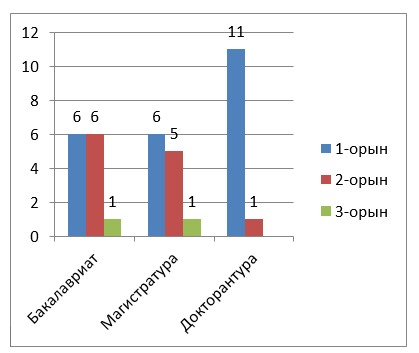 12
10
8
6
4
2
0
6 6 1
6 5 1
11 1
Бакалавриат
Магистратура
Докторантура
1-орын
2-орын
3-орын